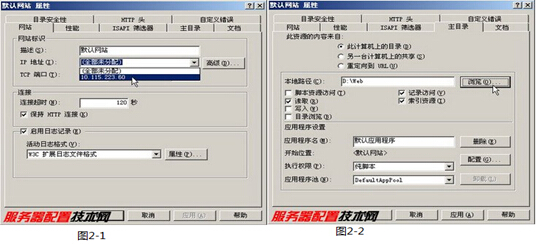 默认网站 属性
目录安全性 HTTP 头 自定义错误
网站 性能 ISAPI 筛选器 主目录 文档
网站标识
描述(S): 默认网站
IP 地址(I): (全部未分配) 高级(D)...
(全部未分配)
TCP 端口(T): 10.115.223.60
连接
连接超时(N): 120 秒
保持 HTTP 连接(K)
启用日志记录(E)
活动日志格式(V):
W3C 扩展日志文件格式 属性(P)...
服务器配置技术网 取消 应用(A) 帮助
图2-1
默认网站 属性
目录安全性 HTTP 头 自定义错误
网站 性能 ISAPI 筛选器 主目录 文档
此资源的内容来自:
此计算机上的目录(D)
另一台计算机上的共享(S)
重定向到 URL(U)
本地路径(C): D:\Web 浏览(O)...
脚本资源访问(T) 记录访问(V)
读取(R) 索引资源(I)
写入(W)
目录浏览(B)
应用程序设置
应用程序名(M): 默认应用程序 删除(E)
开始位置: <默认网站>
执行权限(P): 纯脚本 配置(G)...
应用程序池(N): DefaultAppPool 卸载(L)
服务器配置技术网 取消 应用(A) 帮助
图2-2